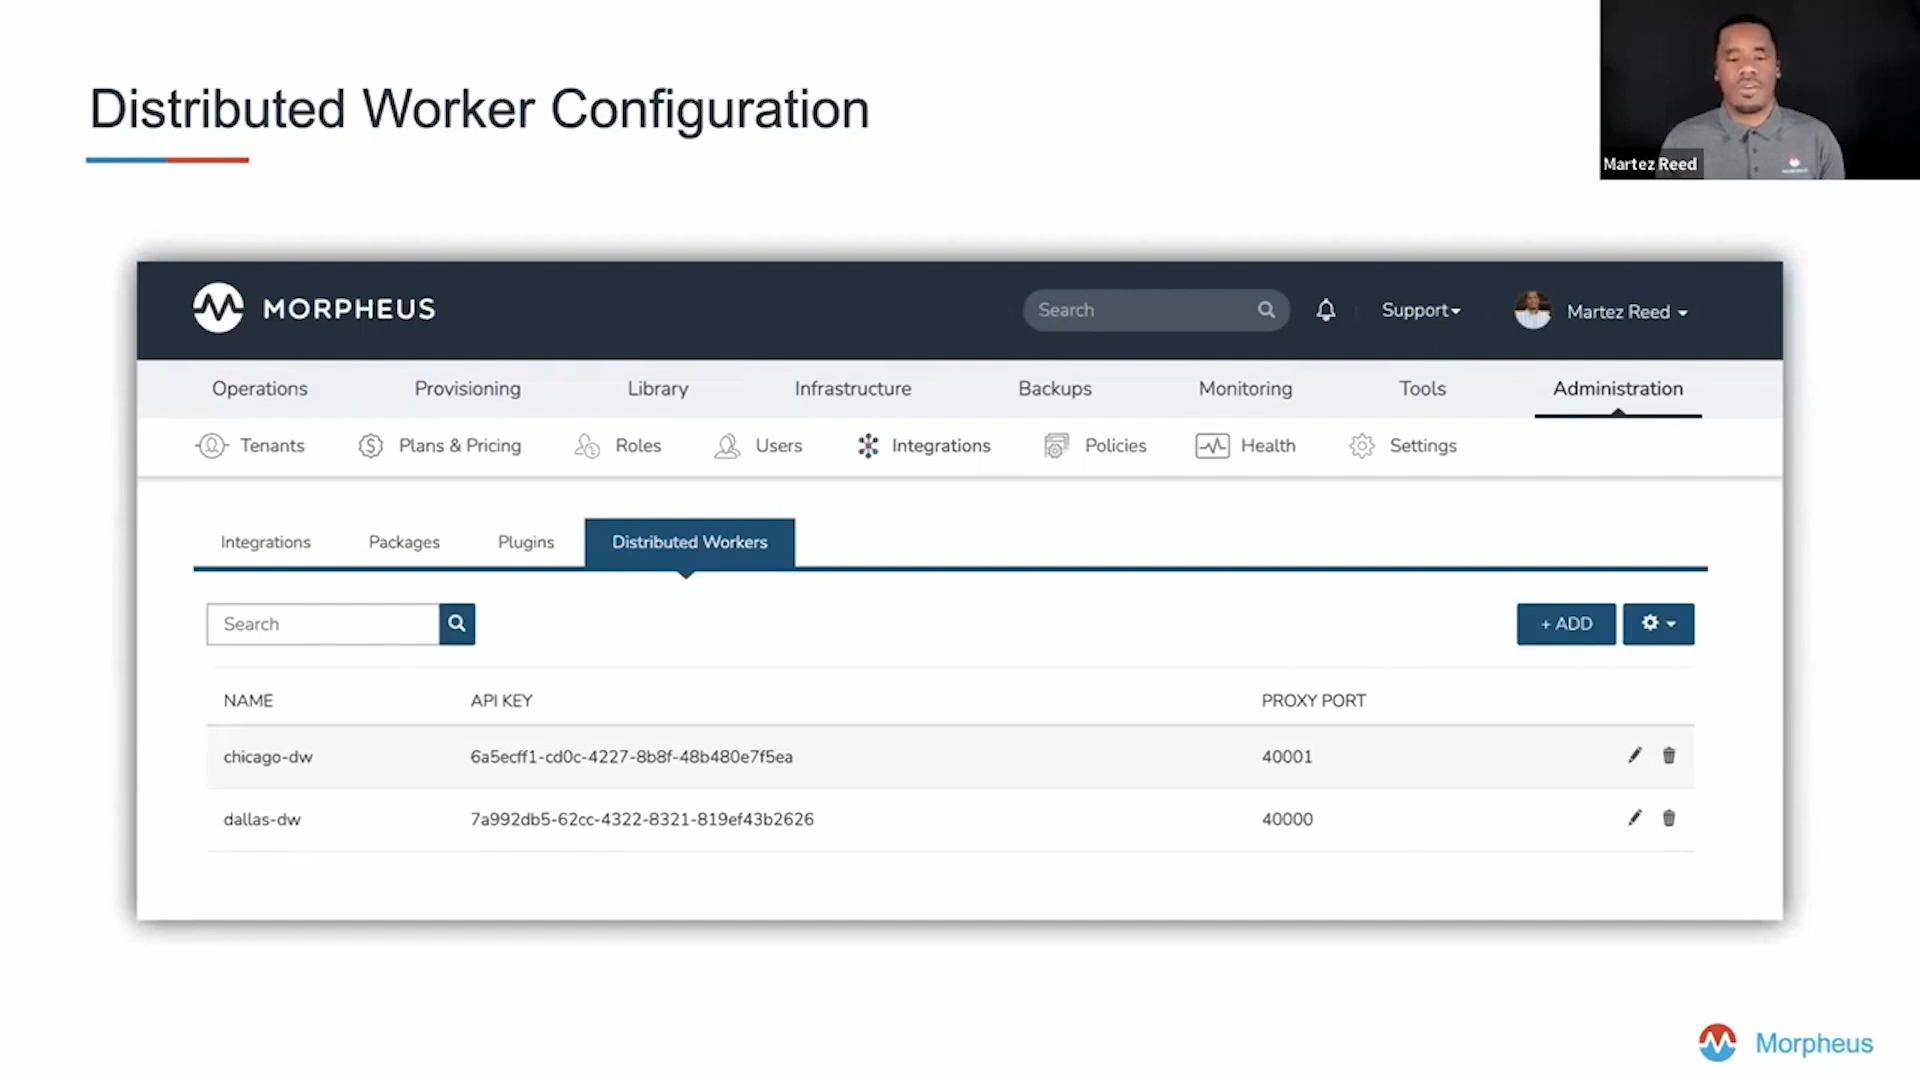 Distributed Worker Configuration
Martez Reed
MORPHEUS
Search
Support
Martez Reed
Operations
Provisioning
Library
Infrastructure
Backups
Monitoring
Tools
Administration
Tenants
Plans & Pricing
Roles
Users
Integrations
Policies
Health
Settings
Integrations
Packages
Plugins
Distributed Workers
Search
+ ADD
NAME API KEY PROXY PORT
chicago-dw 6a5ecff1-cd0c-4227-8b8f-48b480e7f5ea 40001
dallas-dw 7a992db5-62cc-4322-8321-819ef43b2626 40000
Morpheus